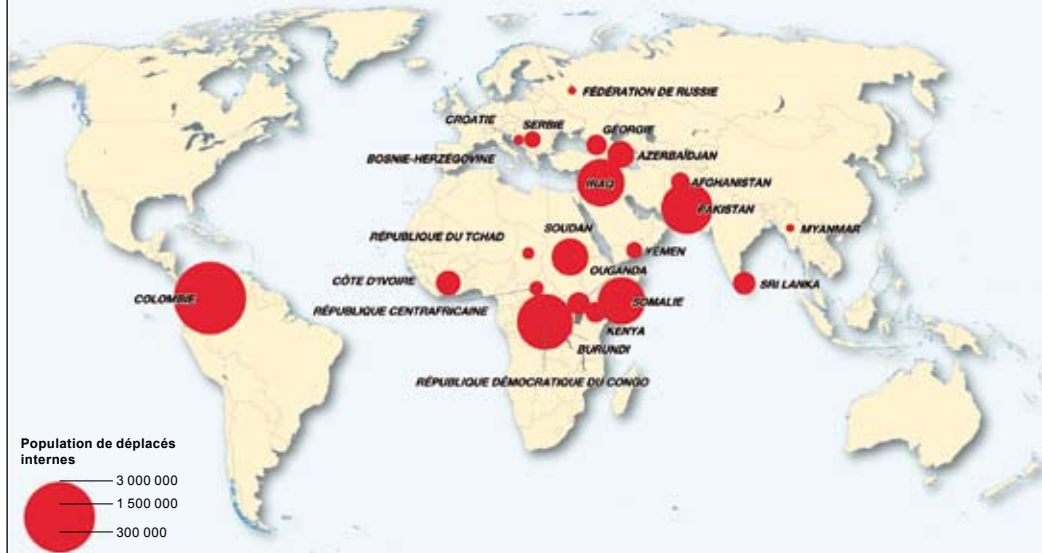 FÉDÉRATION DE RUSSIE
CROATIE
SERBIE
GÉORGIE
BOSNIE-HERZÉGOVINE
AZERBAÏDJAN
IRAQ
AFGHANISTAN
PAKISTAN
SOUDAN
MYANMAR
RÉPUBLIQUE DU TCHAD
YÉMEN
OUGANDA
CÔTE D'IVOIRE
SRI LANKA
COLOMBIE
SOMALIE
RÉPUBLIQUE CENTRAFRICAINE
KENYA
BURUNDI
RÉPUBLIQUE DÉMOCRATIQUE DU CONGO
Population de déplacés
internes
3 000 000
1 500 000
300 000